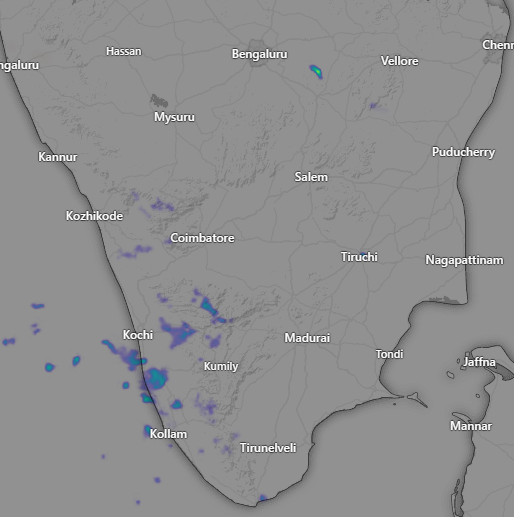 Hassan
Bengaluru
Chenn
ngaluru
Vellore
Mysuru
Kannur
Puducherry
Salem
Kozhikode
Coimbatore
Tiruchi
Nagapattinam
Kochi
Madurai
Tondi
Kumily
Jaffna
Kollam
Mannar
Tirunelveli